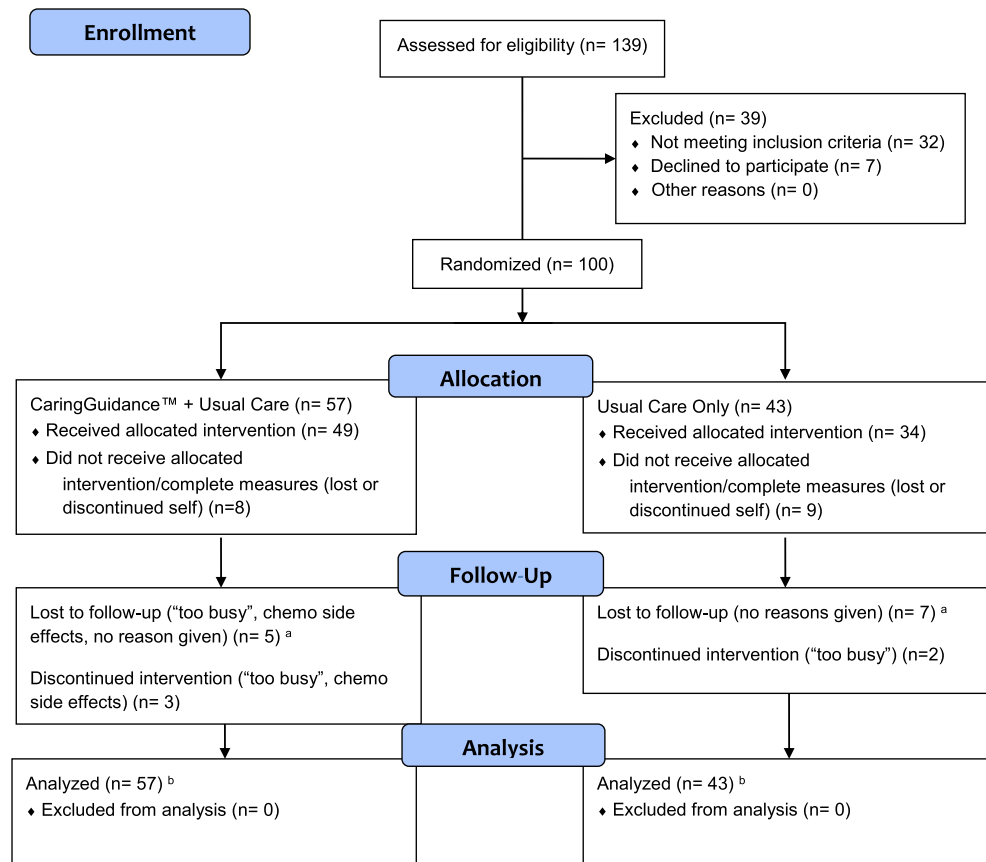 Enrollment
Assessed for eligibility (n= 139)
Excluded (n= 39)
♦ Not meeting inclusion criteria (n= 32)
♦ Declined to participate (n= 7)
♦ Other reasons (n= 0)
Randomized (n= 100)
Allocation
CaringGuidance™ + Usual Care (n= 57)
♦ Received allocated intervention (n= 49)
♦ Did not receive allocated
intervention/complete measures (lost or
discontinued self) (n=8)
Usual Care Only (n= 43)
♦ Received allocated intervention (n= 34)
♦ Did not receive allocated
intervention/complete measures (lost or
discontinued self) (n= 9)
Follow-Up
Lost to follow-up (“too busy”, chemo side
effects, no reason given) (n= 5) ᵃ
Discontinued intervention (“too busy”, chemo
side effects) (n= 3)
Lost to follow-up (no reasons given) (n= 7) ᵃ
Discontinued intervention (“too busy”) (n=2)
Analysis
Analyzed (n= 57) ᵇ
♦ Excluded from analysis (n= 0)
Analyzed (n= 43) ᵇ
♦ Excluded from analysis (n= 0)